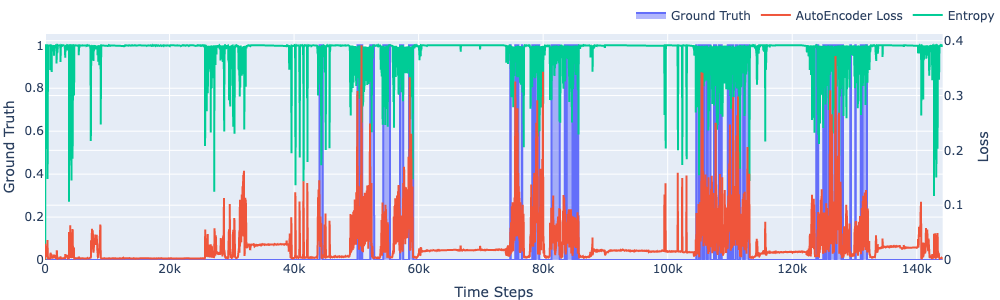 Ground Truth AutoEncoder Loss Entropy
1
0.8
0.6
0.4
0.2
0
Ground Truth
0.4
0.3
0.2
0.1
0
Loss
0 20k 40k 60k 80k 100k 120k 140k
Time Steps